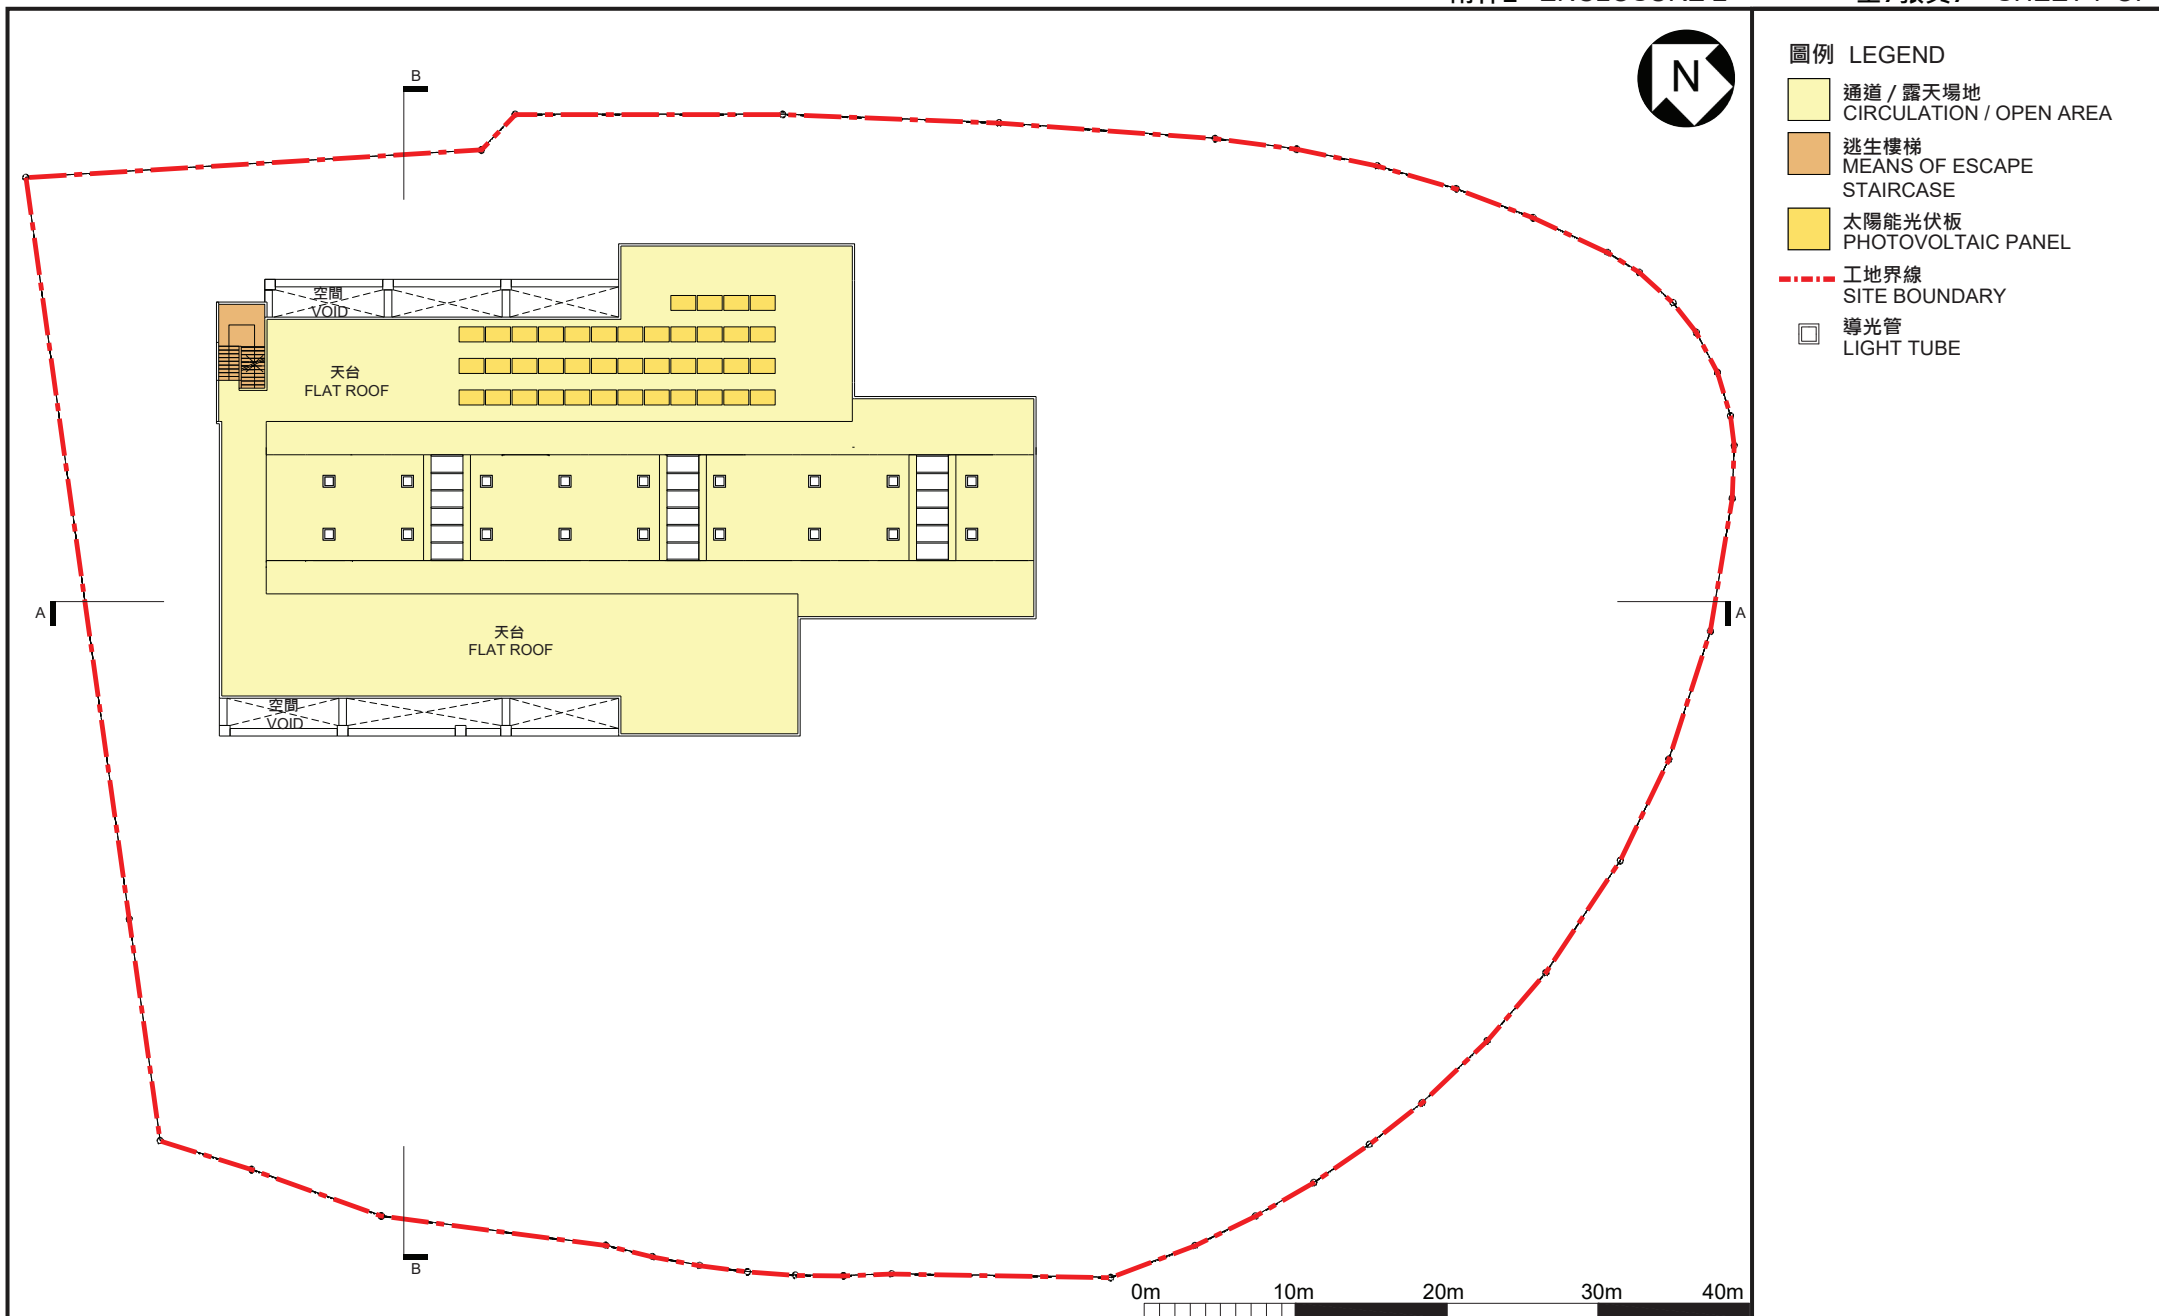 N
圖例 LEGEND
通道 / 露天場地
CIRCULATION / OPEN AREA
逃生樓梯
MEANS OF ESCAPE
STAIRCASE
太陽能光伏板
PHOTOVOLTAIC PANEL
工地界線
SITE BOUNDARY
導光管
LIGHT TUBE
B
空間
VOID
天台
FLAT ROOF
A
A
天台
FLAT ROOF
空間
VOID
B
0m 10m 20m 30m 40m